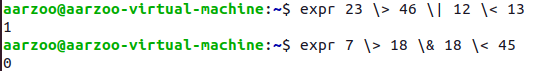 aarzoo@aarzoo-virtual-machine:~$ expr 23 \> 46 \| 12 \< 13
1
aarzoo@aarzoo-virtual-machine:~$ expr 7 \> 18 \& 18 \< 45
0